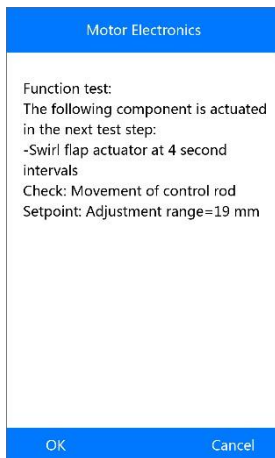 Motor Electronics
Function test:
The following component is actuated
in the next test step:
-Swirl flap actuator at 4 second
intervals
Check: Movement of control rod
Setpoint: Adjustment range=19 mm
OK
Cancel